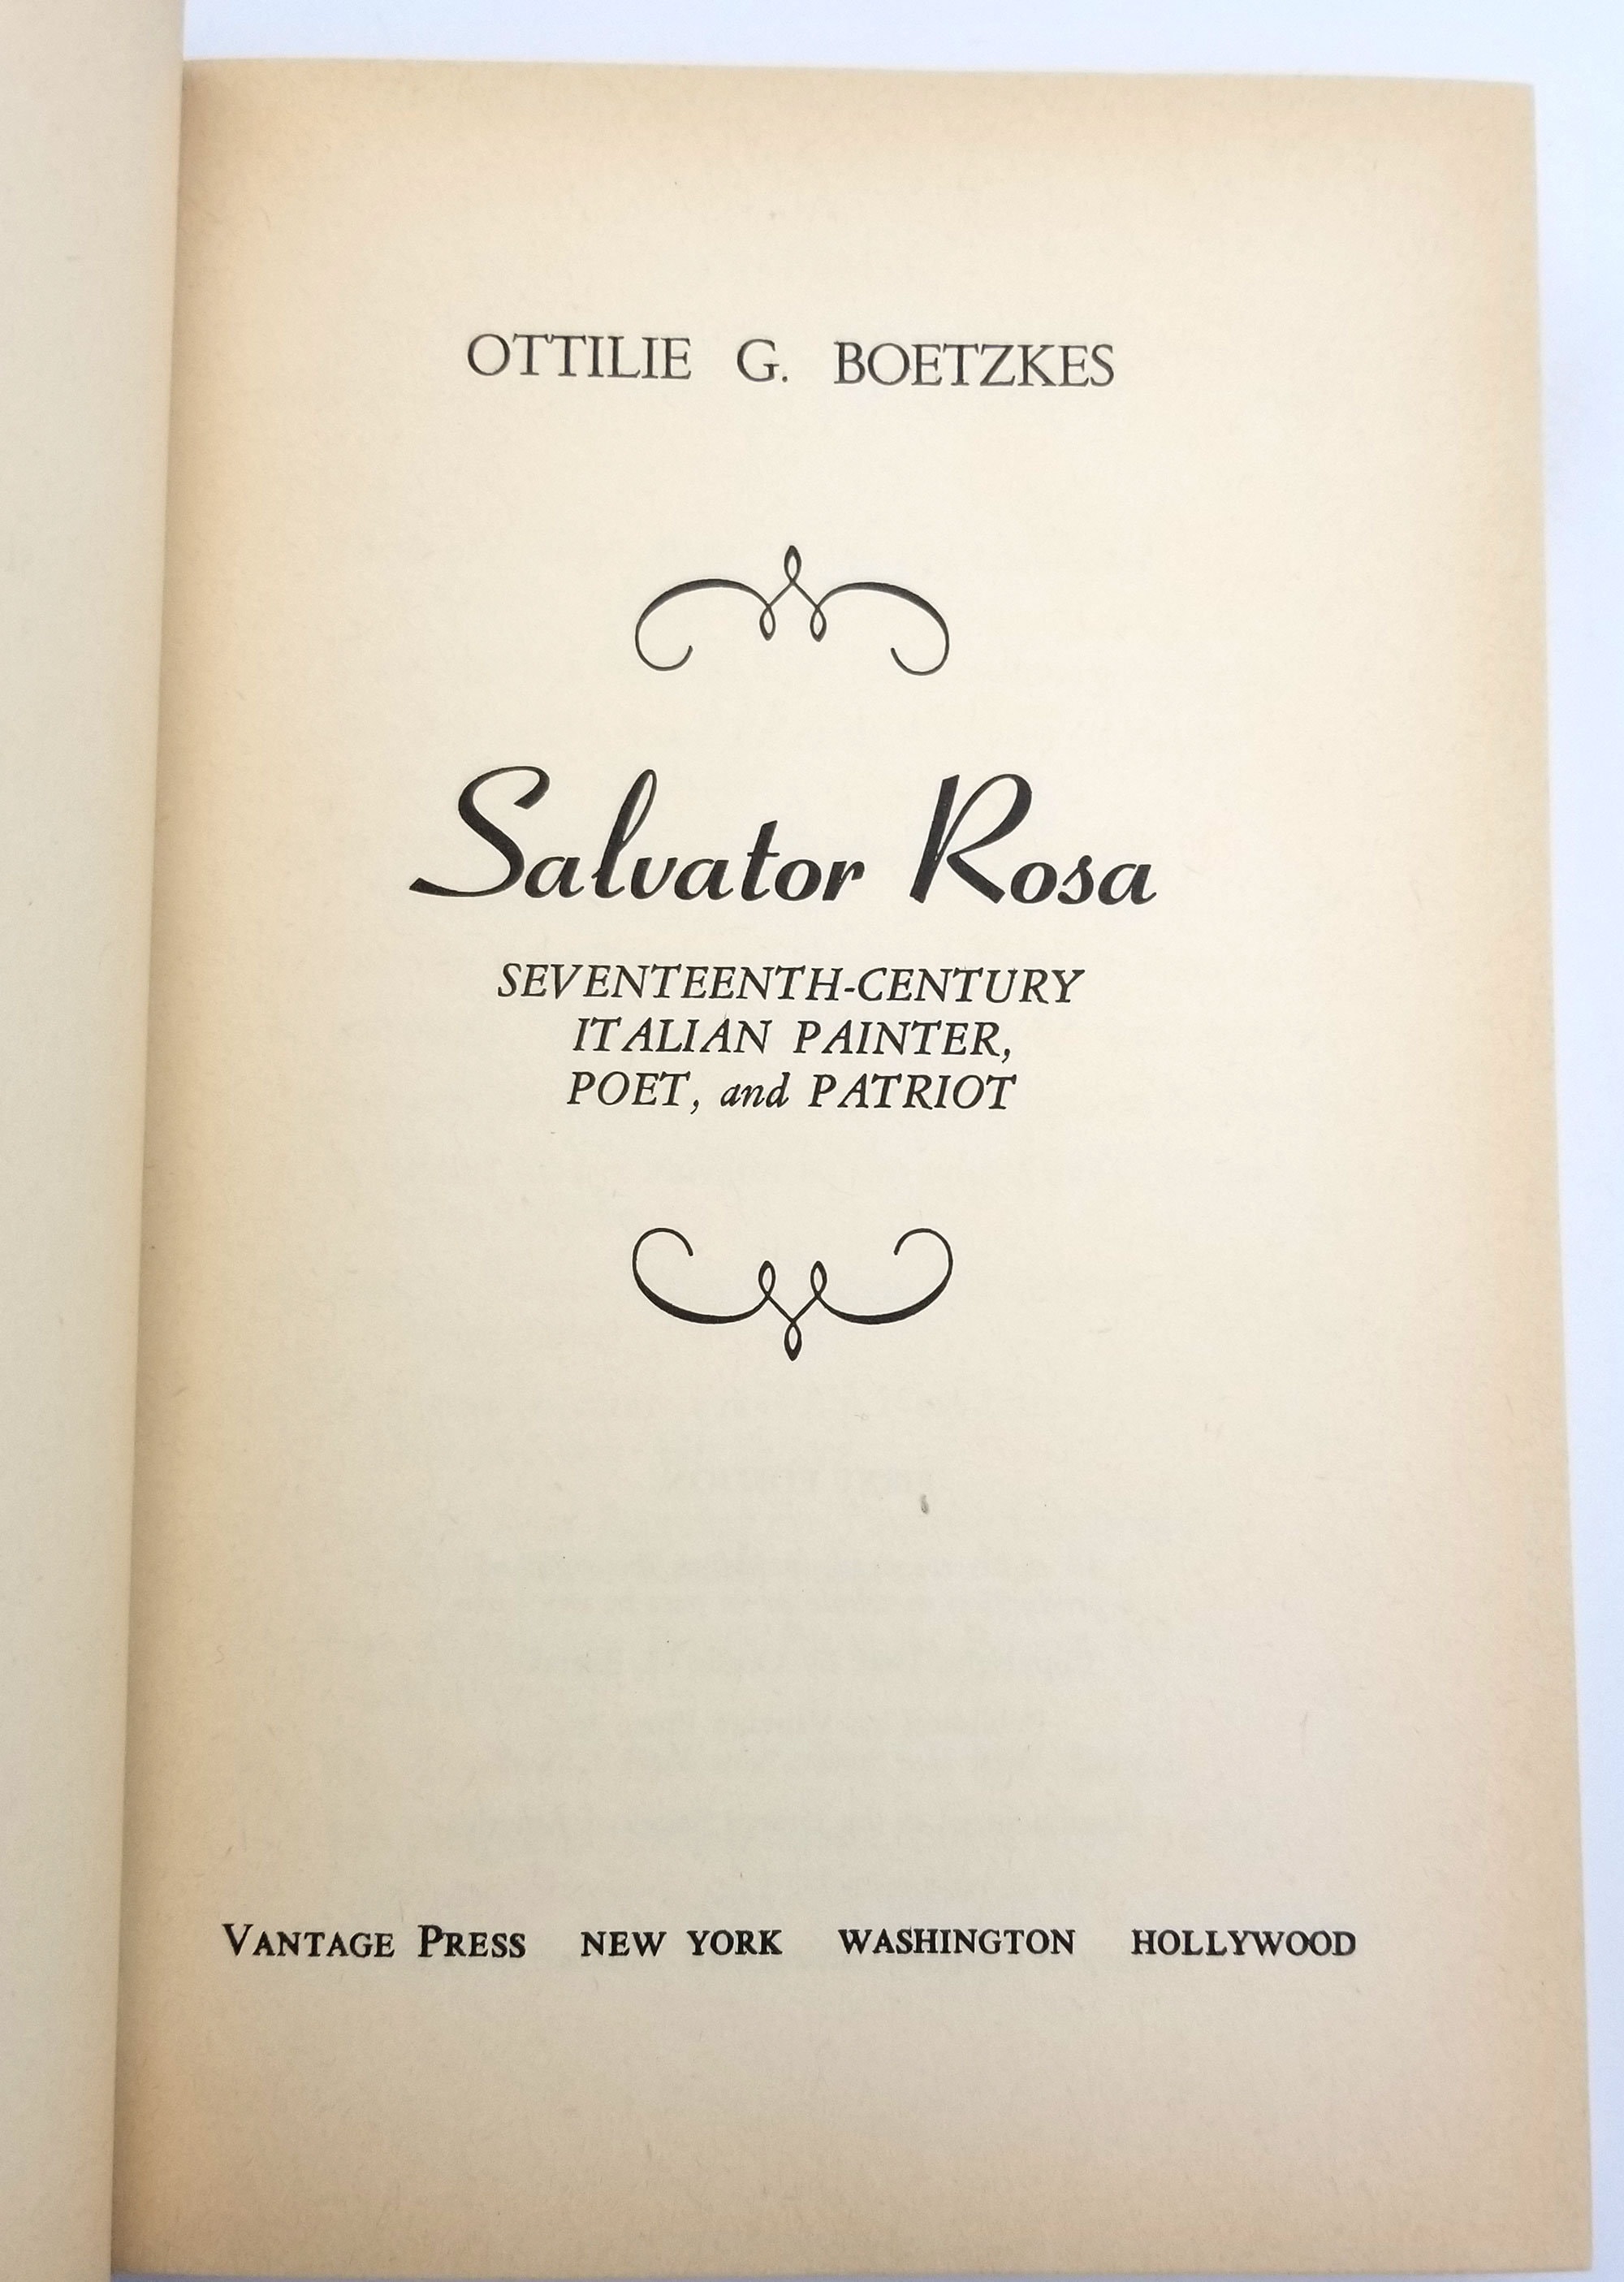 OTTILIE G. BOETZKES
Salvator Rosa
SEVENTEENTH-CENTURY
ITALIAN PAINTER,
POET, and PATRIOT
VANTAGE PRESS NEW YORK WASHINGTON HOLLYWOOD